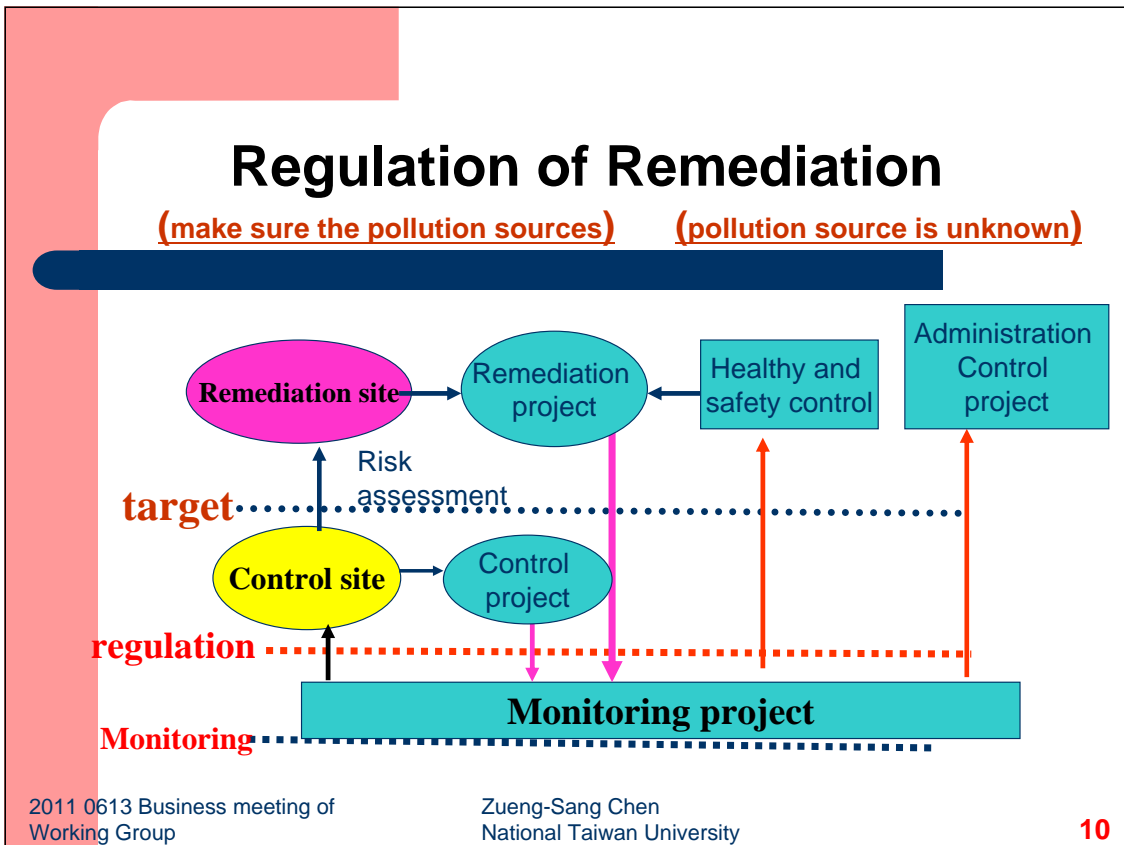 Regulation of Remediation
(make sure the pollution sources) (pollution source is unknown)
Administration
Control
project
Remediation site
Remediation
project
Healthy and
safety control
Risk
assessment
target
Control site
Control
project
regulation
Monitoring project
Monitoring
2011 0613 Business meeting of
Working Group
Zueng-Sang Chen
National Taiwan University
10